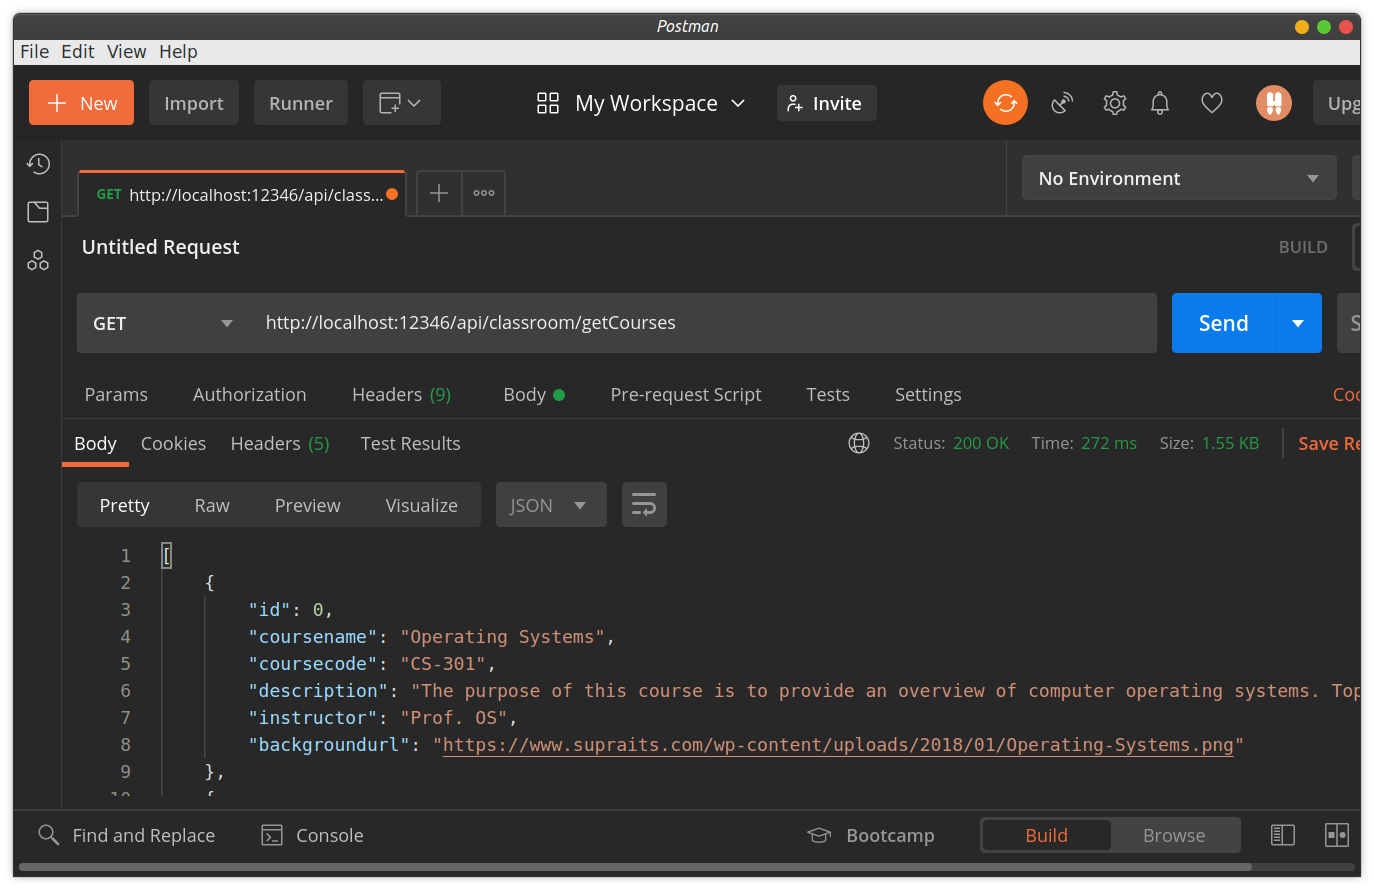 Postman
File Edit View Help
New Import Runner My Workspace Invite Upg
GET http://localhost:12346/api/class... No Environment
Untitled Request BUILD
GET http://localhost:12346/api/classroom/getCourses Send S
Params Authorization Headers (9) Body Pre-request Script Tests Settings Coo
Body Cookies Headers (5) Test Results Status: 200 OK Time: 272 ms Size: 1.55 KB Save Re
Pretty Raw Preview Visualize JSON
1 [
2 {
3 "id": 0,
4 "coursename": "Operating Systems",
5 "coursecode": "CS-301",
6 "description": "The purpose of this course is to provide an overview of computer operating systems. Top
7 "instructor": "Prof. OS",
8 "backgroundurl": "https://www.supraits.com/wp-content/uploads/2018/01/Operating-Systems.png"
9 },
10 {
Find and Replace Console Bootcamp Build Browse